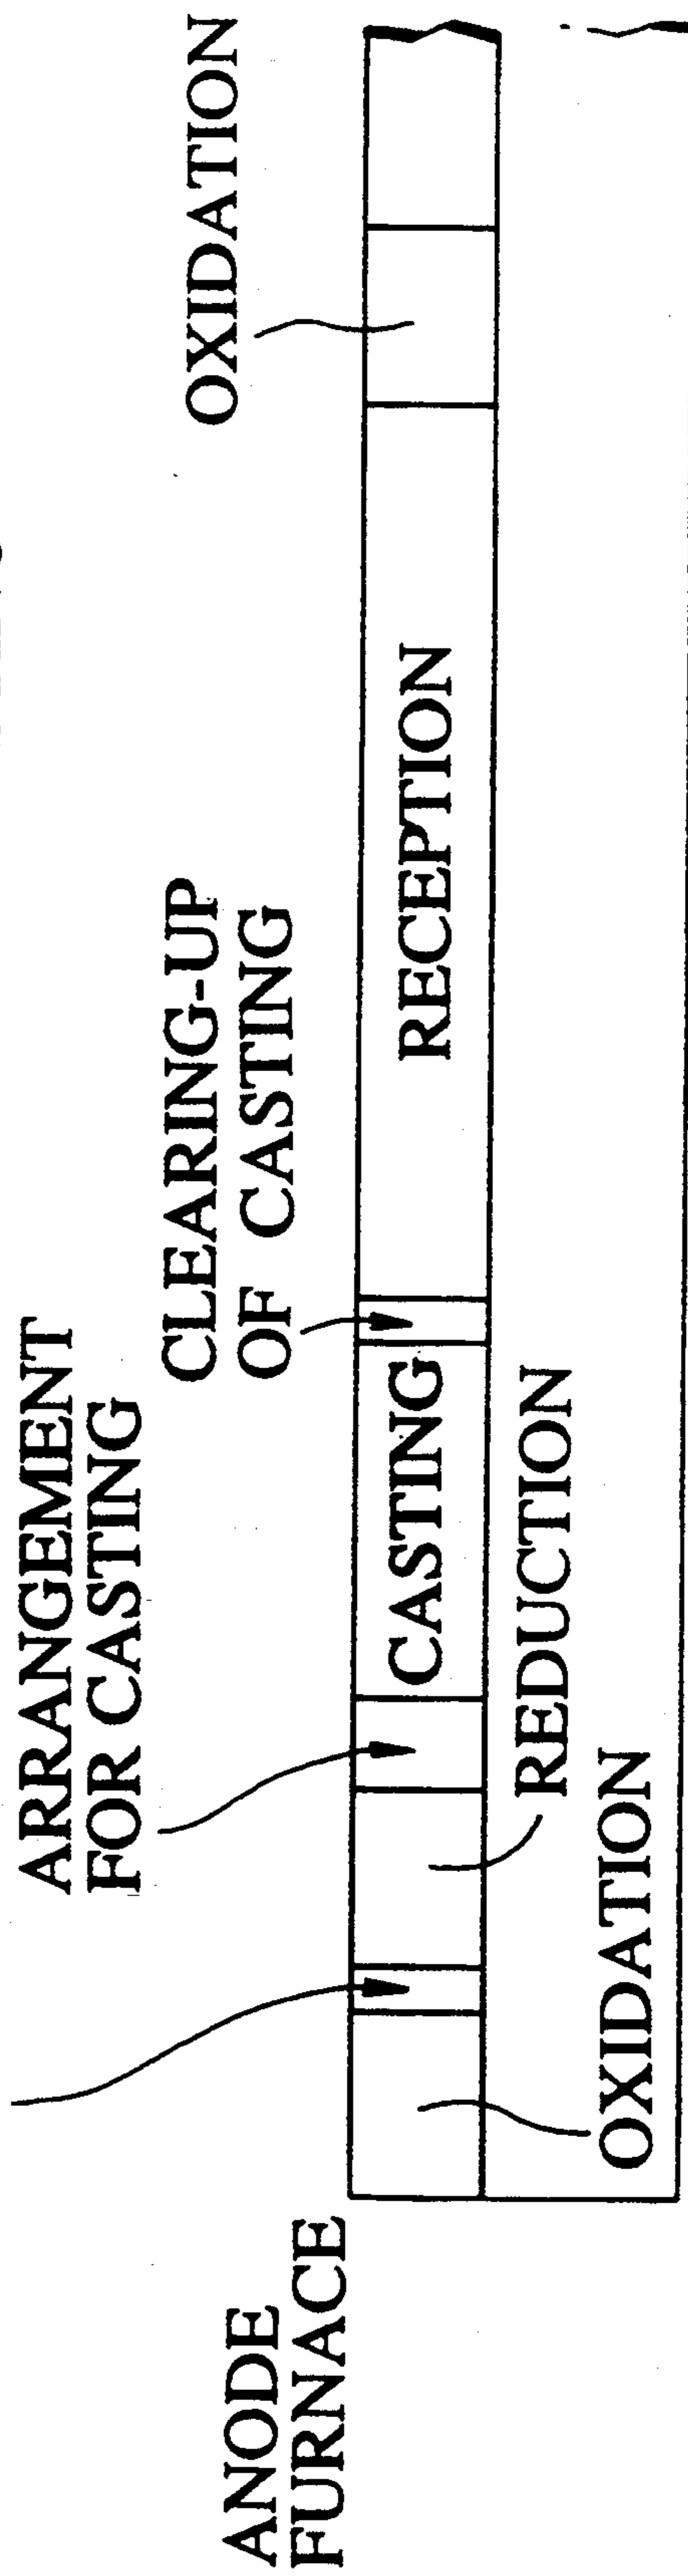 ANODE
FURNACE
ARRANGEMENT
FOR CASTING
CLEARING-UP
OF CASTING
OXIDATION
CASTING
RECEPTION
REDUCTION
OXIDATION